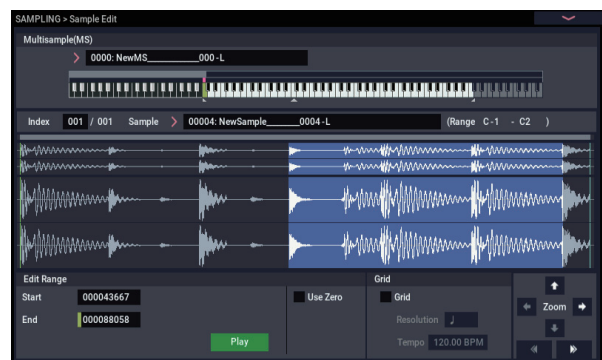 SAMPLING > Sample Edit
Multisample(MS)
0000: NewMS_________000-L
Index 001 / 001 Sample 00004: NewSample____0004-L (Range C-1 - C2 )
Edit Range Grid
Start 000043667 Use Zero Grid
End 000088058 Resolution
Play Tempo 120.00 BPM
Zoom